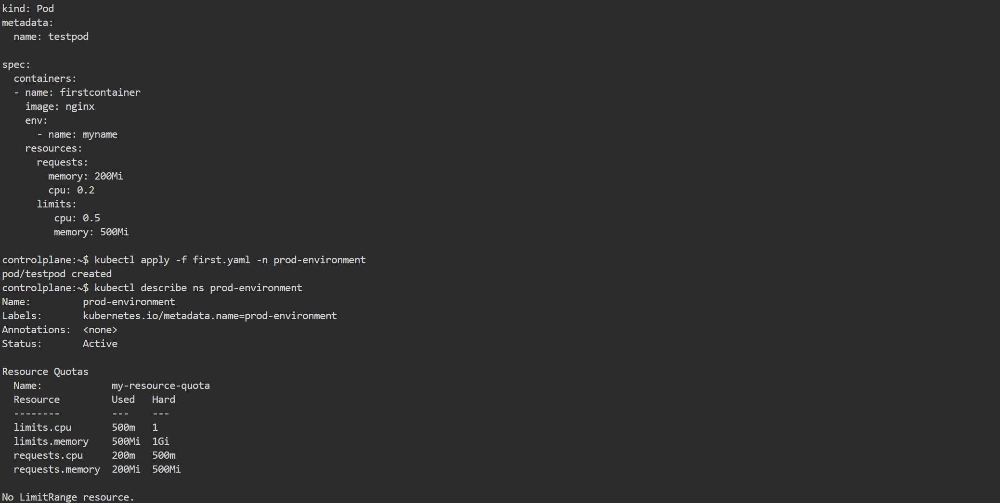 kind: Pod
metadata:
  name: testpod

spec:
  containers:
  - name: firstcontainer
    image: nginx
    env:
      - name: myname
    resources:
      requests:
        memory: 200Mi
        cpu: 0.2
      limits:
         cpu: 0.5
         memory: 500Mi

controlplane:~$ kubectl apply -f first.yaml -n prod-environment
pod/testpod created
controlplane:~$ kubectl describe ns prod-environment
Name:         prod-environment
Labels:       kubernetes.io/metadata.name=prod-environment
Annotations:  <none>
Status:       Active

Resource Quotas
  Name:            my-resource-quota
  Resource         Used   Hard
  --------         ---    ---
  limits.cpu       500m   1
  limits.memory    500Mi  1Gi
  requests.cpu     200m   500m
  requests.memory  200Mi  500Mi

No LimitRange resource.